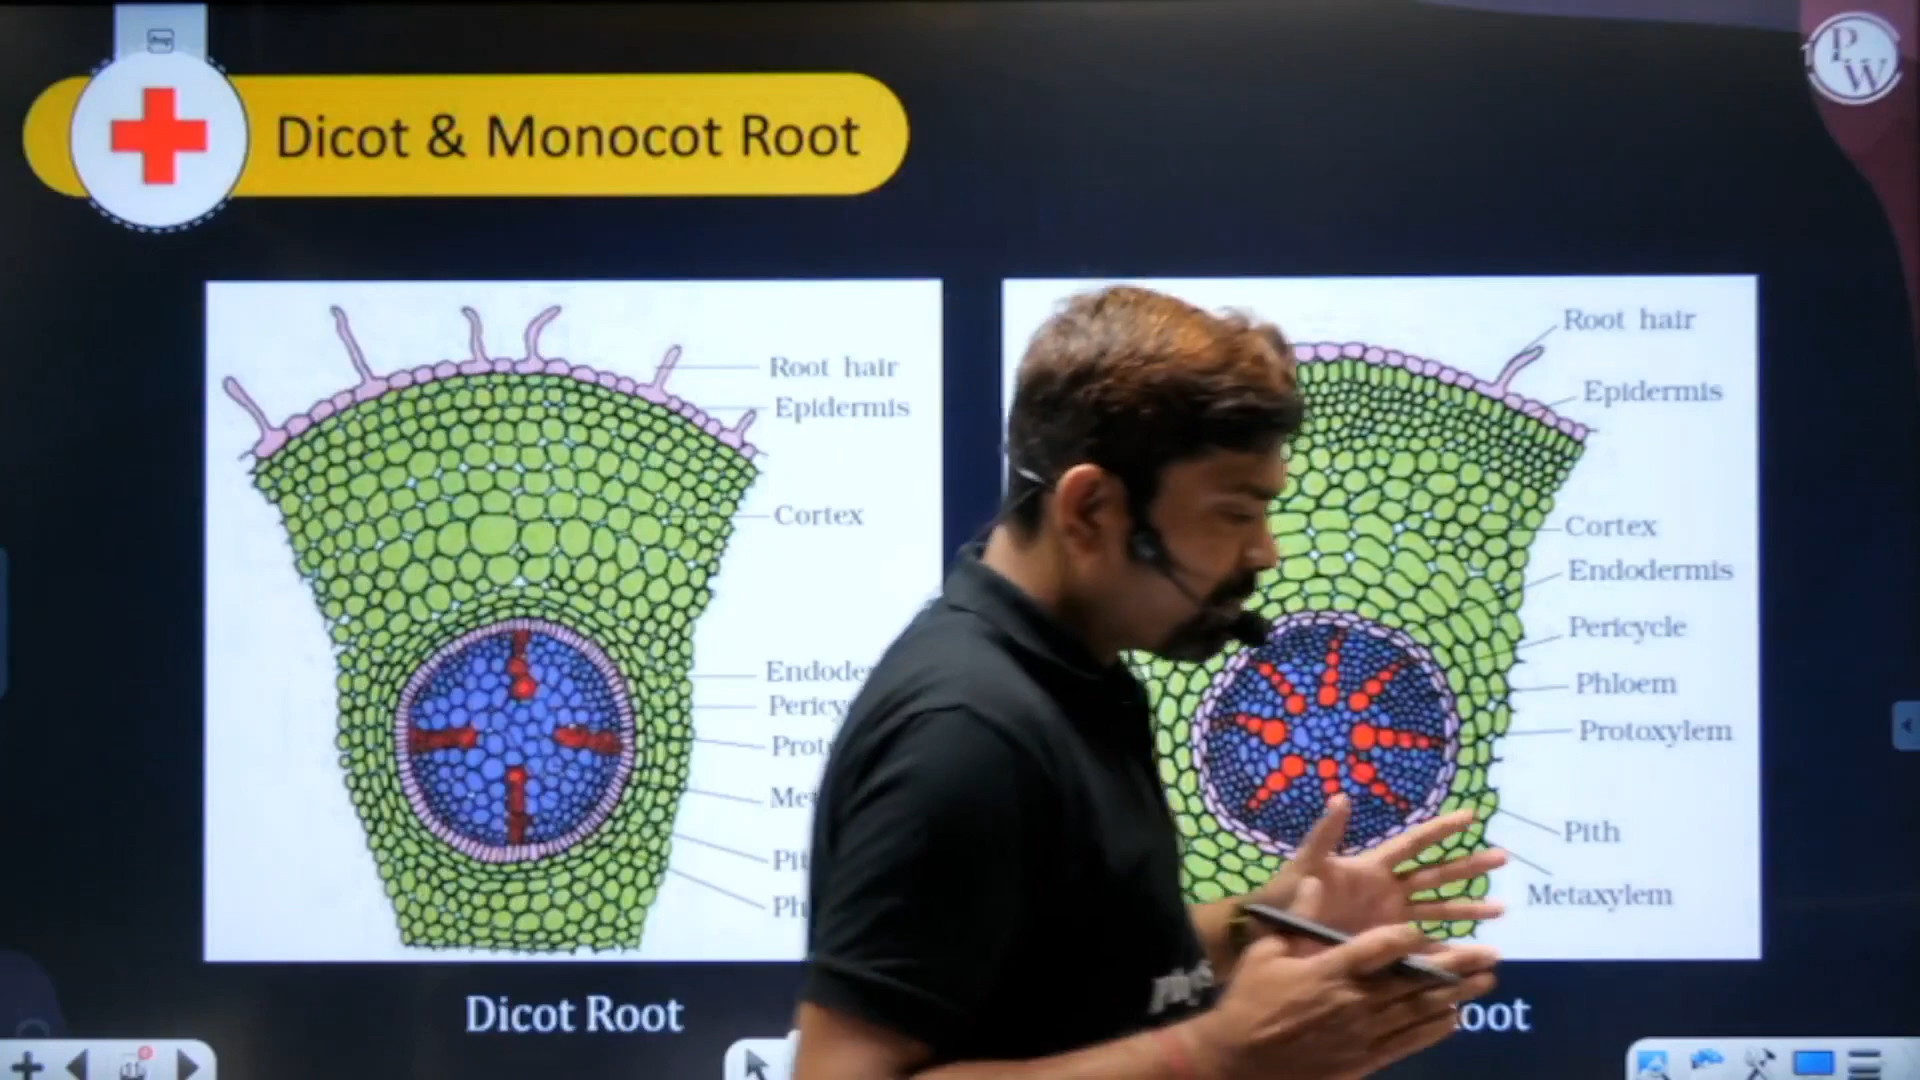 P
W
Dicot & Monocot Root
Root hair
Epidermis
Cortex
Root hair
Epidermis
Cortex
Endodermis
Pericycle
Phloem
Protoxylem
Pith
Metaxylem
Dicot Root